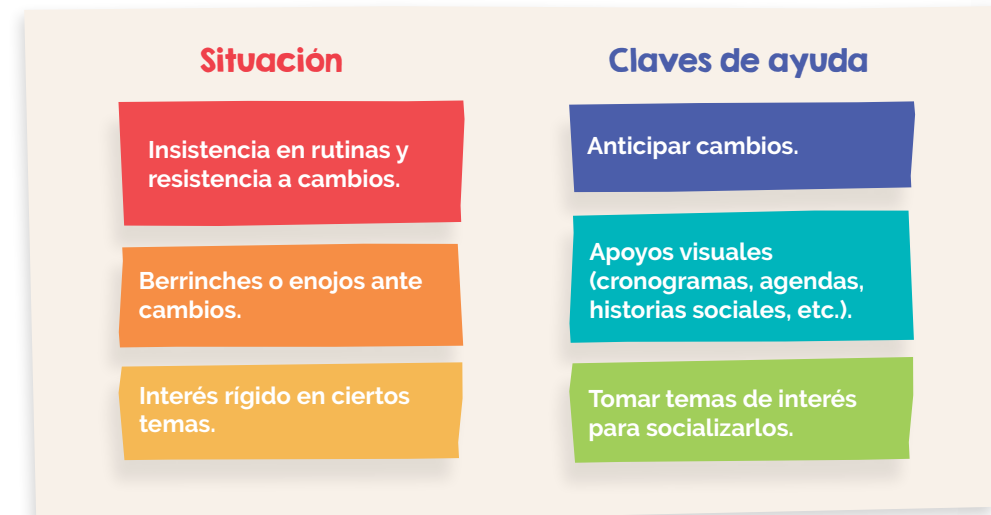 Situación
Insistencia en rutinas y
resistencia a cambios.
Berrinches o enojos ante
cambios.
Interés rígido en ciertos
temas.
Claves de ayuda
Anticipar cambios.
Apoyos visuales
(cronogramas, agendas,
historias sociales, etc.).
Tomar temas de interés
para socializarlos.